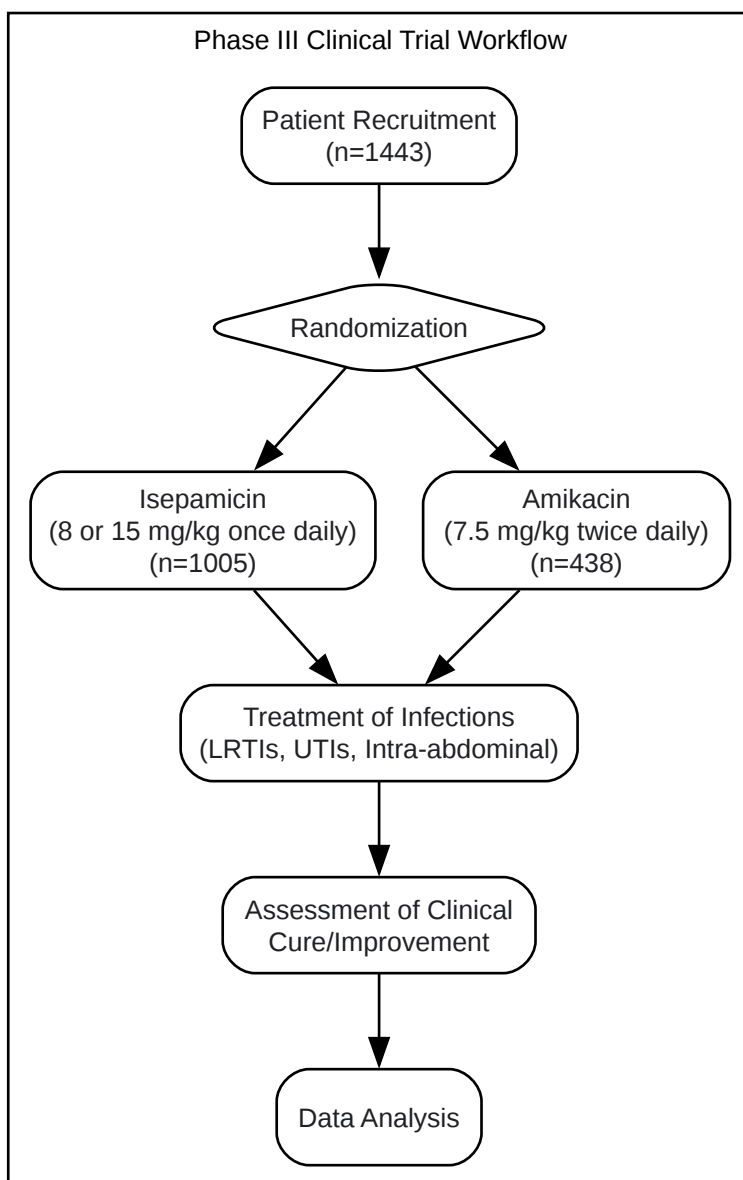 Phase III Clinical Trial Workflow
Patient Recruitment
(n=1443)
Randomization
Isepamicin
(8 or 15 mg/kg once daily)
(n=1005)
Amikacin
(7.5 mg/kg twice daily)
(n=438)
Treatment of Infections
(LRTIs, UTIs, Intra-abdominal)
Assessment of Clinical
Cure/Improvement
Data Analysis